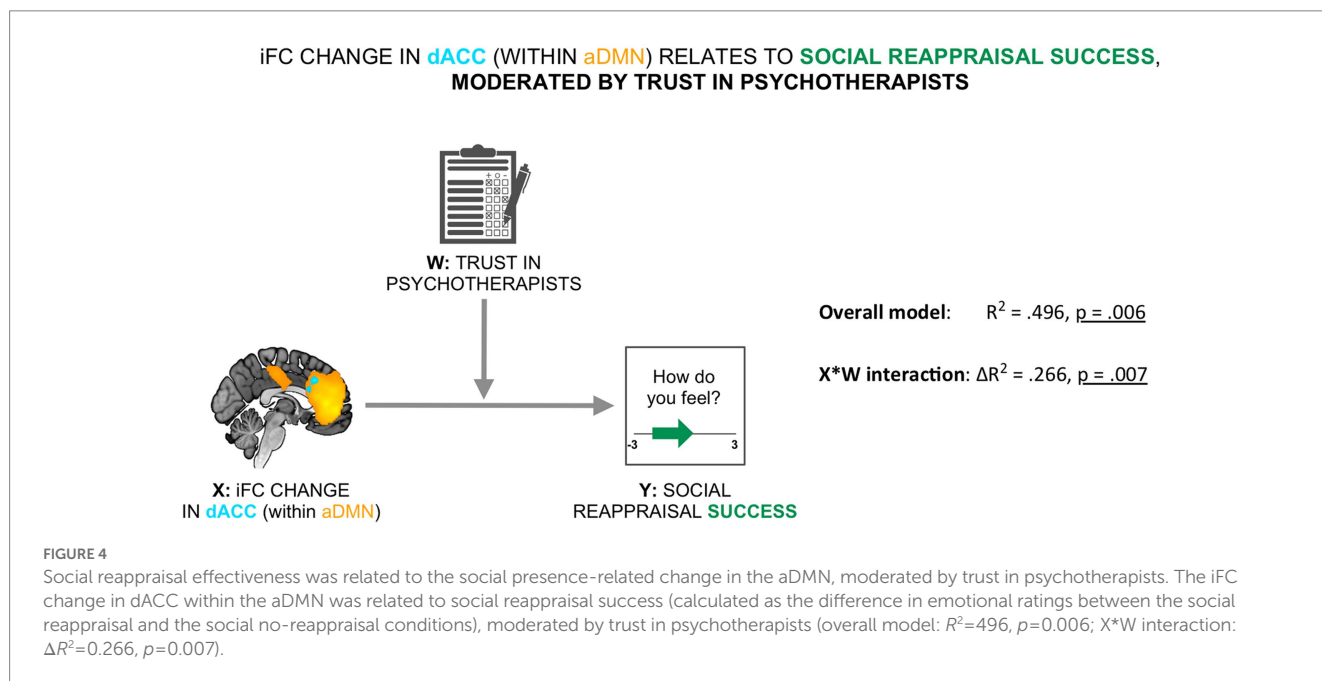 iFC CHANGE IN dACC (WITHIN aDMN) RELATES TO SOCIAL REAPPRAISAL SUCCESS,
MODERATED BY TRUST IN PSYCHOTHERAPISTS
+ o -
W: TRUST IN
PSYCHOTHERAPISTS
Overall model: R² = .496, p = .006
X*W interaction: ΔR² = .266, p = .007
How do
you feel?
-3 3
X: iFC CHANGE
IN dACC (within aDMN)
Y: SOCIAL
REAPPRAISAL SUCCESS
FIGURE 4
Social reappraisal effectiveness was related to the social presence-related change in the aDMN, moderated by trust in psychotherapists. The iFC
change in dACC within the aDMN was related to social reappraisal success (calculated as the difference in emotional ratings between the social
reappraisal and the social no-reappraisal conditions), moderated by trust in psychotherapists (overall model: R²=496, p=0.006; X*W interaction:
ΔR²=0.266, p=0.007).